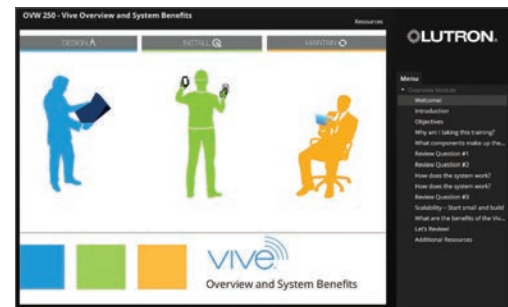 OVW 250 - Vive Overview and System Benefits
Resources
DESIGN
INSTALL
MAINTAIN
VIVE
Overview and System Benefits
LUTRON.
Menu
Overview Module
Welcome!
Introduction
Objectives
Why am I taking this training?
What components make up the...
Review Question #1
Review Question #2
How does the system work?
How does the system work?
Review Question #3
Scalability - Start small and build
What are the benefits of the Viv...
Let's Review!
Additional Resources